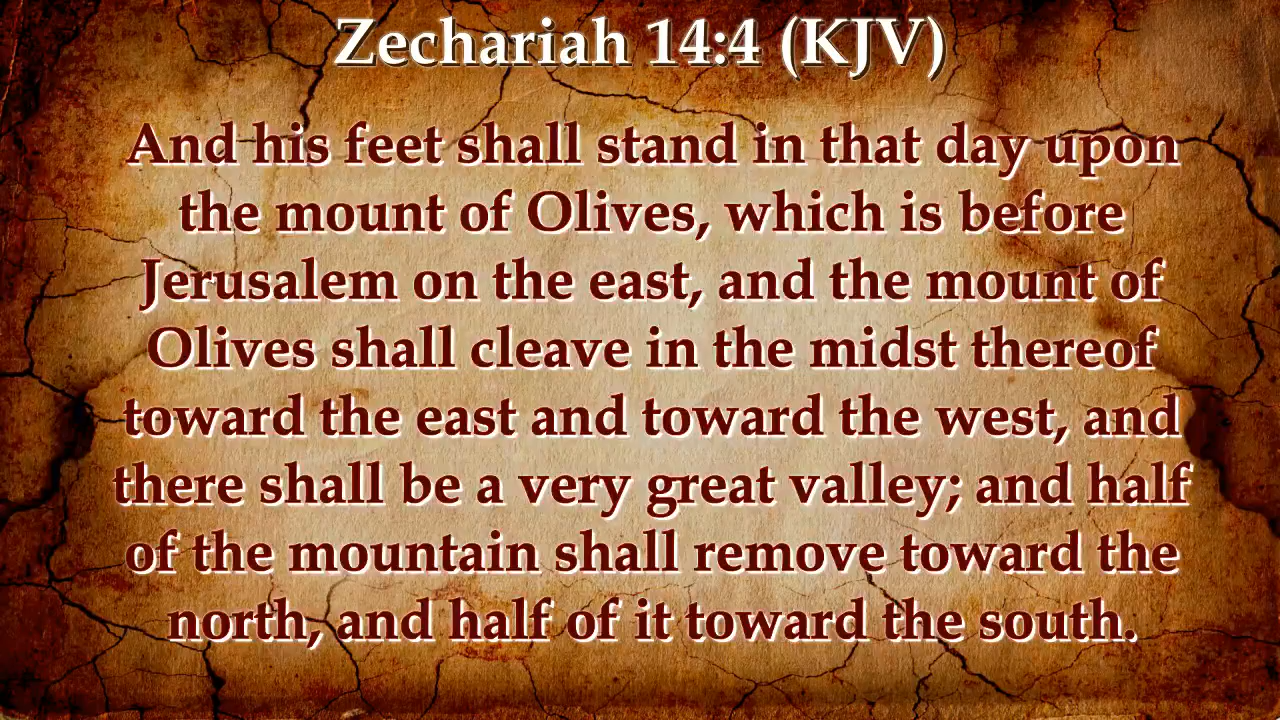 Zechariah 14:4 (KJV)
And his feet shall stand in that day upon
the mount of Olives, which is before
Jerusalem on the east, and the mount of
Olives shall cleave in the midst thereof
toward the east and toward the west, and
there shall be a very great valley; and half
of the mountain shall remove toward the
north, and half of it toward the south.